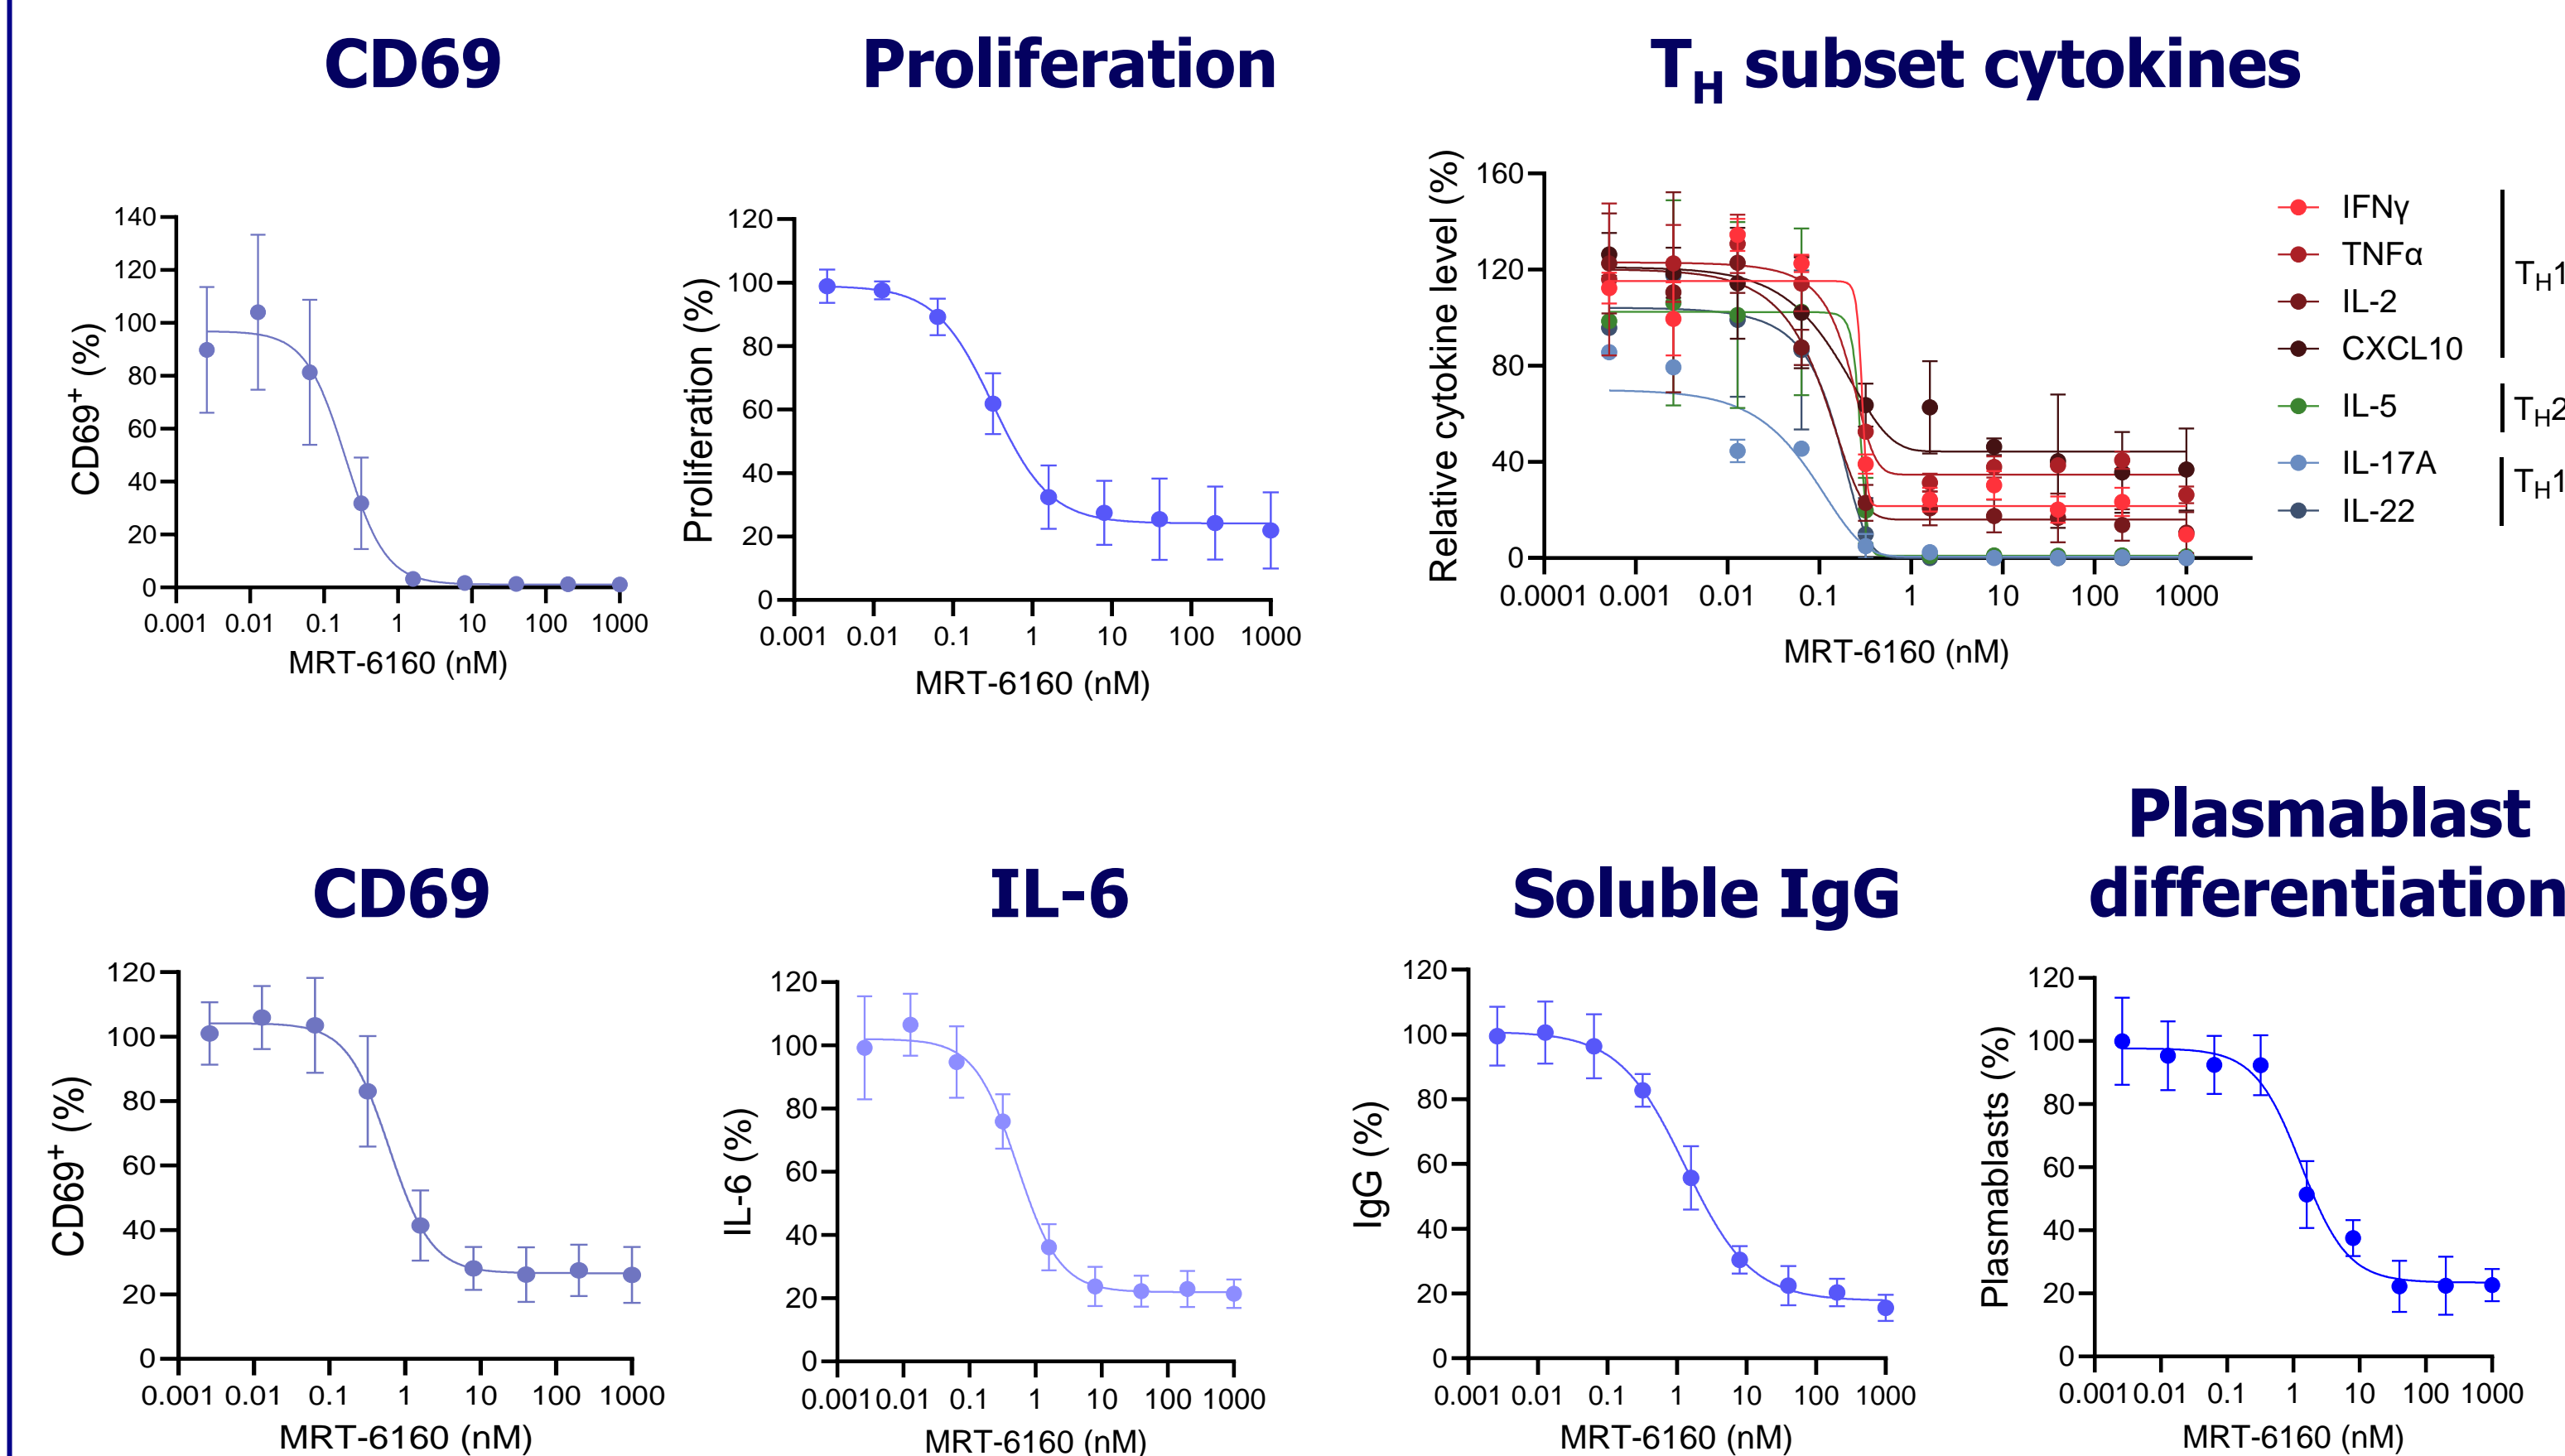 CD69
Proliferation
TH subset cytokines
CD69+ (%)
140
120
100
80
60
40
20
0
0.001 0.01 0.1 1 10 100 1000
MRT-6160 (nM)
Proliferation (%)
120
100
80
60
40
20
0
0.001 0.01 0.1 1 10 100 1000
MRT-6160 (nM)
Relative cytokine level (%)
160
120
80
40
0
0.0001 0.001 0.01 0.1 1 10 100 1000
MRT-6160 (nM)
IFNγ
TNFα
IL-2
CXCL10
IL-5
IL-17A
IL-22
TH1
TH2
TH1
CD69
IL-6
Soluble IgG
Plasmablast
differentiation
CD69+ (%)
120
100
80
60
40
20
0
0.001 0.01 0.1 1 10 100 1000
MRT-6160 (nM)
IL-6 (%)
120
100
80
60
40
20
0
0.001 0.01 0.1 1 10 100 1000
MRT-6160 (nM)
IgG (%)
120
100
80
60
40
20
0
0.001 0.01 0.1 1 10 100 1000
MRT-6160 (nM)
Plasmablasts (%)
120
100
80
60
40
20
0
0.001 0.01 0.1 1 10 100 1000
MRT-6160 (nM)